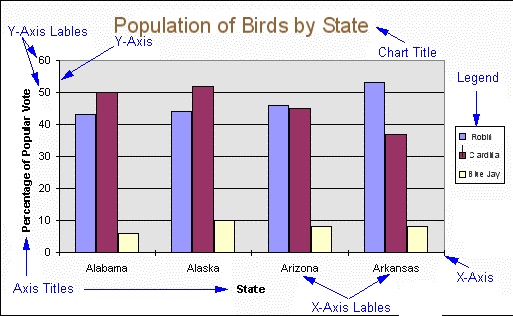 Population of Birds by State
Y-Axis Lables
Y-Axis
Chart Title
Legend
60
50
40
30
20
10
0
Percentage of Popular Vote
Robin
Blue Jay
Alabama
Alaska
Arizona
Arkansas
X-Axis
Axis Titles
State
X-Axis Lables